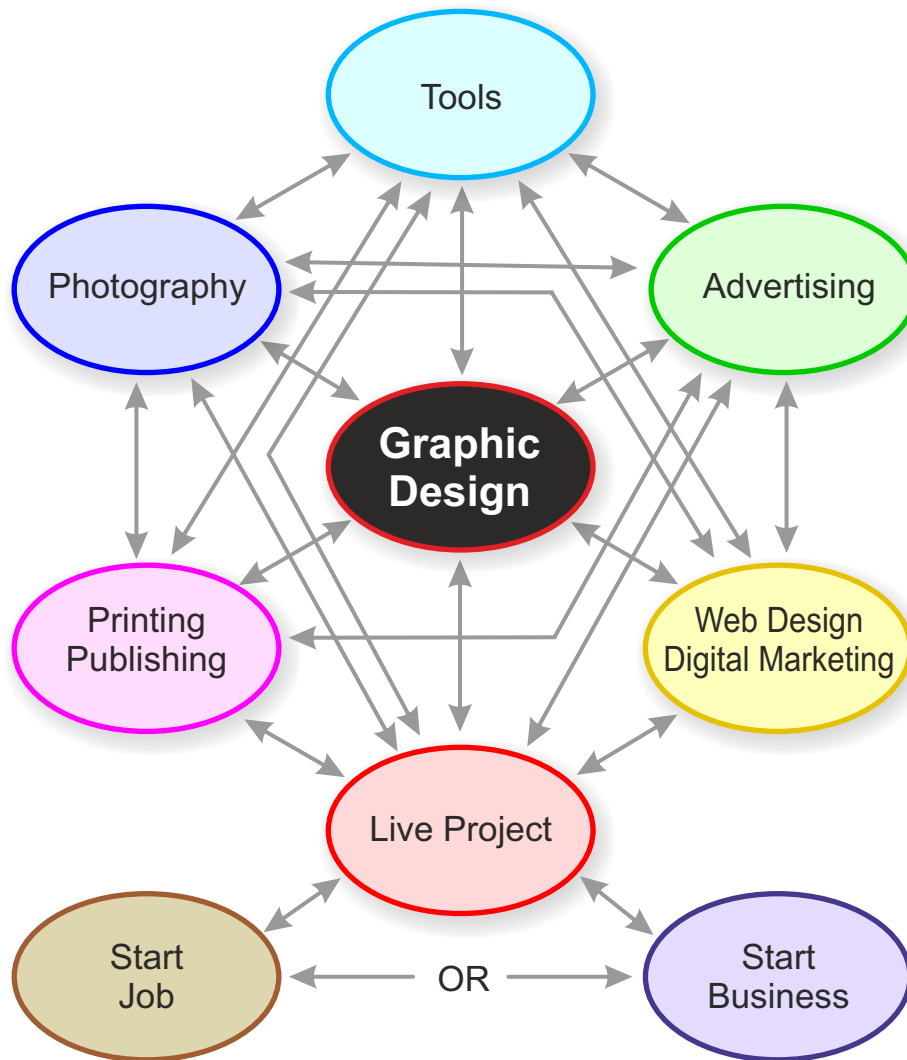 Tools
Photography
Advertising
Graphic
Design
Printing
Publishing
Web Design
Digital Marketing
Live Project
Start
Job
OR
Start
Business